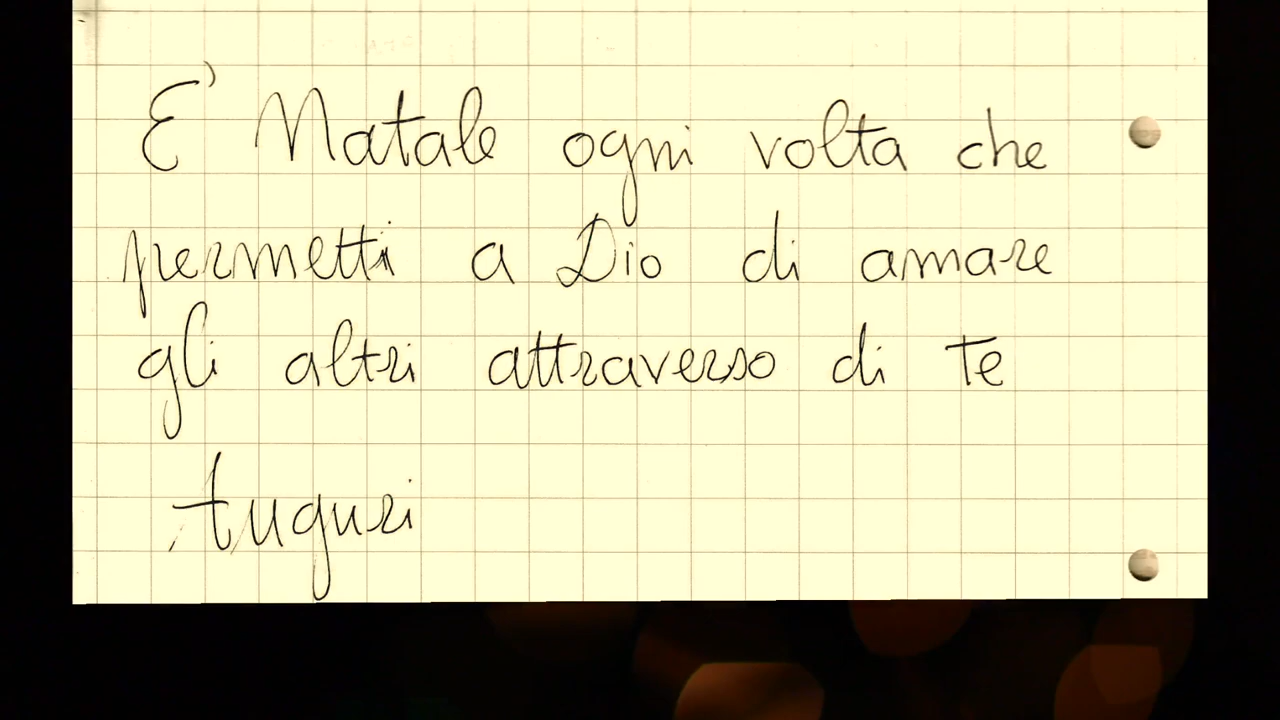 E' Natale ogni volta che
permetti a Dio di amare
gli altri attraverso di te
Auguri